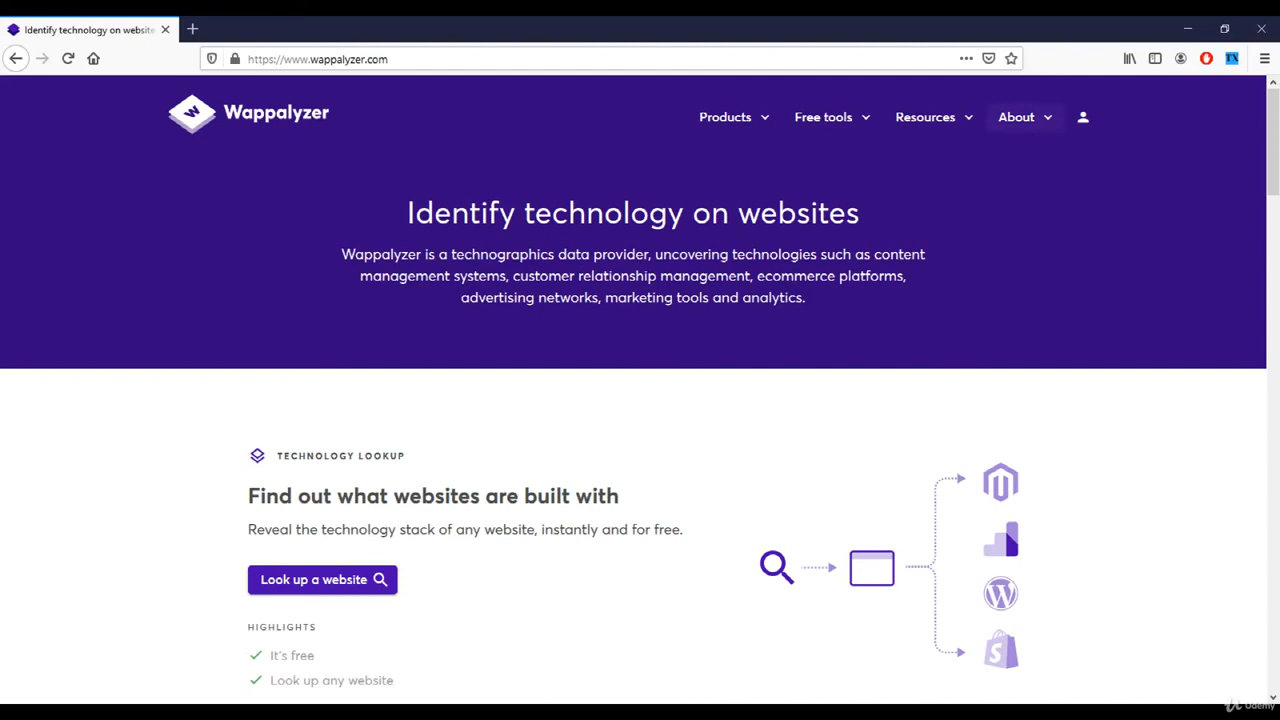 Identify technology on website
https://www.wappalyzer.com
TX
W
Wappalyzer
Products
Free tools
Resources
About
Identify technology on websites
Wappalyzer is a technographics data provider, uncovering technologies such as content
management systems, customer relationship management, ecommerce platforms,
advertising networks, marketing tools and analytics.
TECHNOLOGY LOOKUP
Find out what websites are built with
Reveal the technology stack of any website, instantly and for free.
Look up a website
HIGHLIGHTS
It's free
Look up any website
Udemy